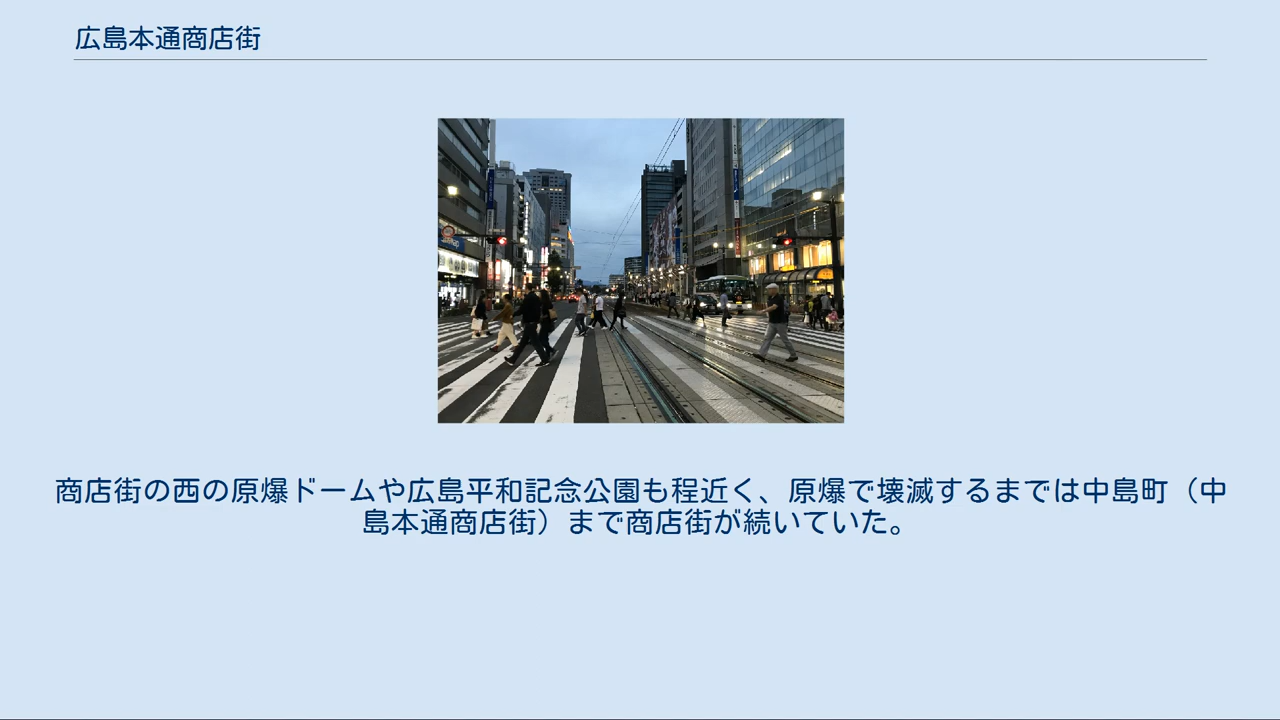 広島本通商店街
商店街の西の原爆ドームや広島平和記念公園も程近く、原爆で壊滅するまでは中島町（中
島本通商店街）まで商店街が続いていた。